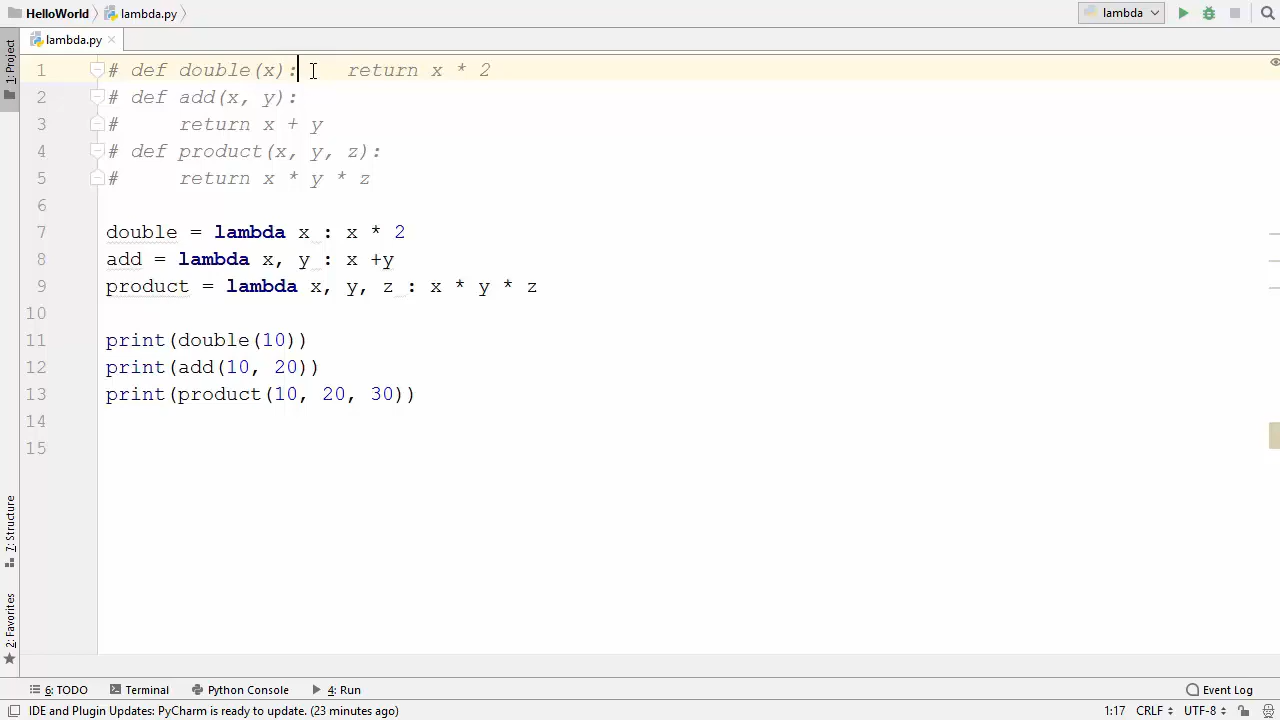 HelloWorld lambda.py lambda
lambda.py
1: Project
1 # def double(x):    return x * 2
2 # def add(x, y):
3 #     return x + y
4 # def product(x, y, z):
5 #     return x * y * z
6
7 double = lambda x : x * 2
8 add = lambda x, y : x +y
9 product = lambda x, y, z : x * y * z
10
11 print(double(10))
12 print(add(10, 20))
13 print(product(10, 20, 30))
14
15
7: Structure
2: Favorites
6: TODO Terminal Python Console 4: Run Event Log
IDE and Plugin Updates: PyCharm is ready to update. (23 minutes ago) 1:17 CRLF UTF-8